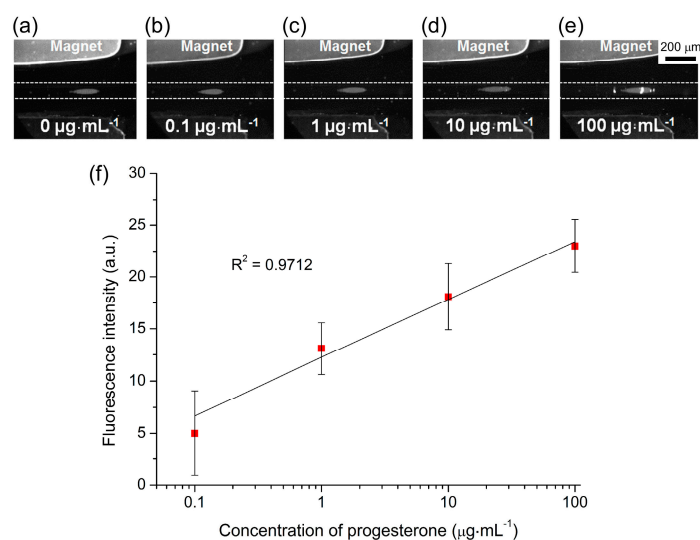 (a) (b) (c) (d) (e)
Magnet Magnet Magnet Magnet Magnet 200 μm
0 μg·mL⁻¹ 0.1 μg·mL⁻¹ 1 μg·mL⁻¹ 10 μg·mL⁻¹ 100 μg·mL⁻¹
(f)
30
25
20
15
10
5
0
Fluorescence intensity (a.u.)
R² = 0.9712
0.1 1 10 100
Concentration of progesterone (μg·mL⁻¹)